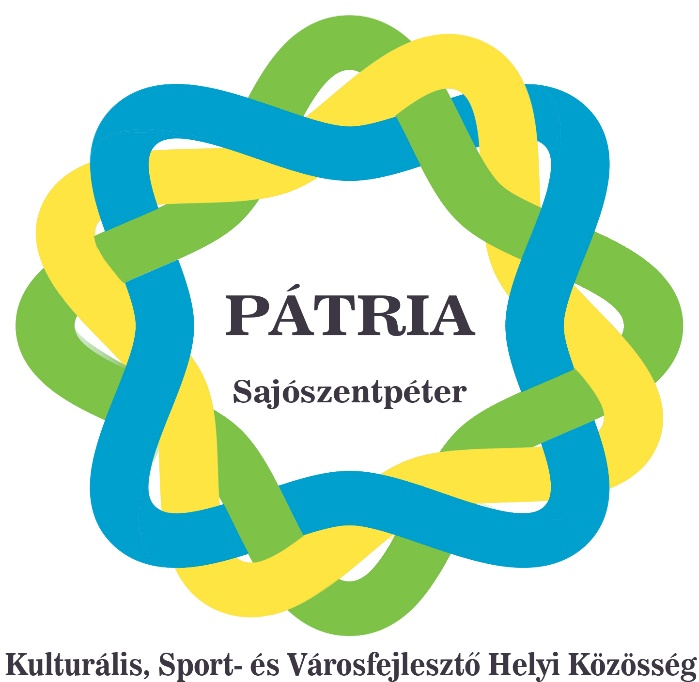 PÁTRIA
Sajószentpéter
Kulturális, Sport- és Városfejlesztő Helyi Közösség